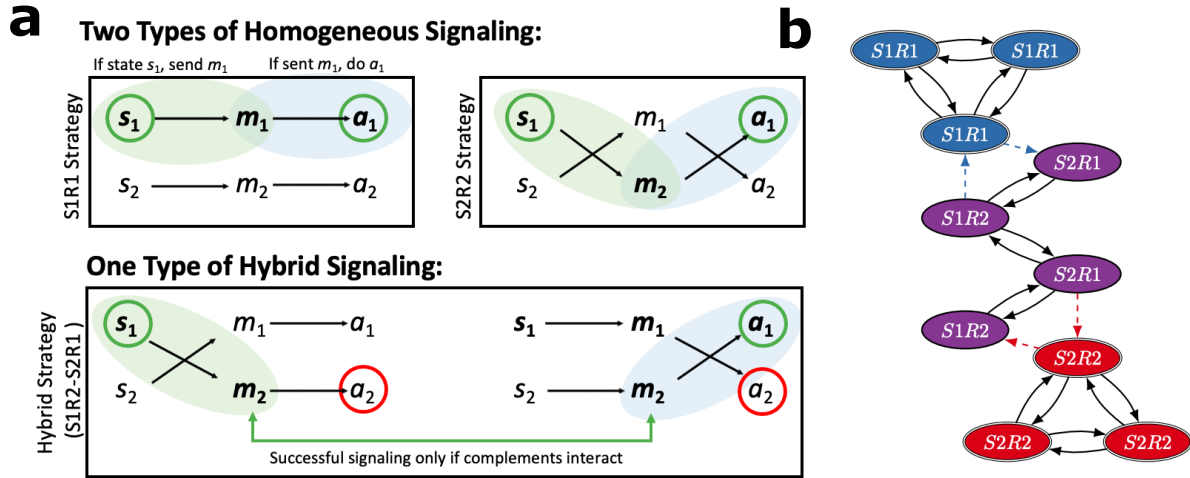 a
Two Types of Homogeneous Signaling:
If state s1, send m1
If sent m1, do a1
S1R1 Strategy
s1 m1 a1
s2 m2 a2
S2R2 Strategy
s1 m1 a1
s2 m2 a2
One Type of Hybrid Signaling:
Hybrid Strategy
(S1R2-S2R1 )
s1 m1 a1 s1 m1 a1
s2 m2 a2 s2 m2 a2
Successful signaling only if complements interact
b
S1R1 S1R1
S1R1
S2R1
S1R2
S2R1
S1R2
S2R2
S2R2 S2R2